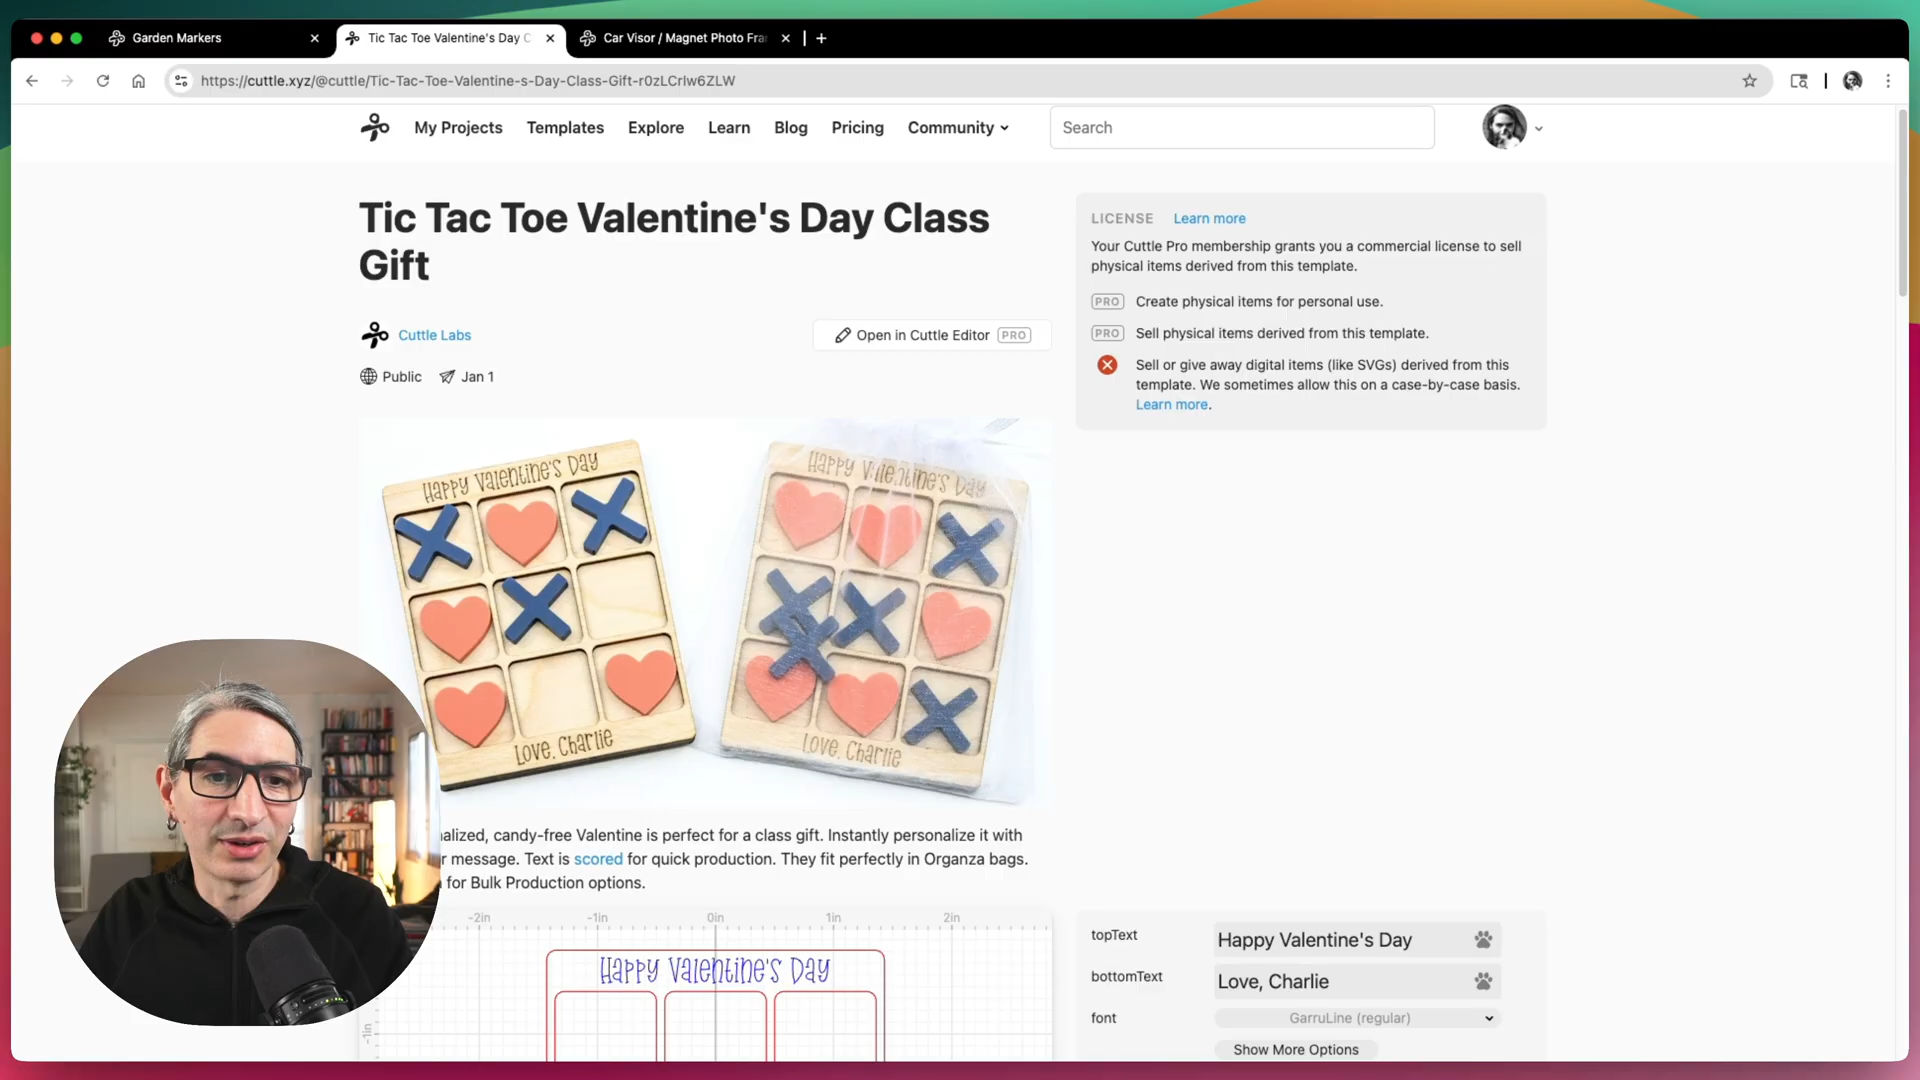 Garden Markers
Tic Tac Toe Valentine's Day C
Car Visor / Magnet Photo Fra
https://cuttle.xyz/@cuttle/Tic-Tac-Toe-Valentine-s-Day-Class-Gift-r0zLCrIw6ZLW
My Projects
Templates
Explore
Learn
Blog
Pricing
Community
Search
Tic Tac Toe Valentine's Day Class
Gift
Cuttle Labs
Open in Cuttle Editor PRO
Public
Jan 1
LICENSE Learn more
Your Cuttle Pro membership grants you a commercial license to sell
physical items derived from this template.
PRO Create physical items for personal use.
PRO Sell physical items derived from this template.
Sell or give away digital items (like SVGs) derived from this
template. We sometimes allow this on a case-by-case basis.
Learn more.
Happy Valentine's Day
Love, Charlie
Happy Valentine's Day
Love, Charlie
candy-free Valentine is perfect for a class gift. Instantly personalize it with
message. Text is scored for quick production. They fit perfectly in Organza bags.
for Bulk Production options.
-2in -1in 0in 1in 2in
-1in
Happy Valentine's Day
topText Happy Valentine's Day
bottomText Love, Charlie
font GarruLine (regular)
Show More Options